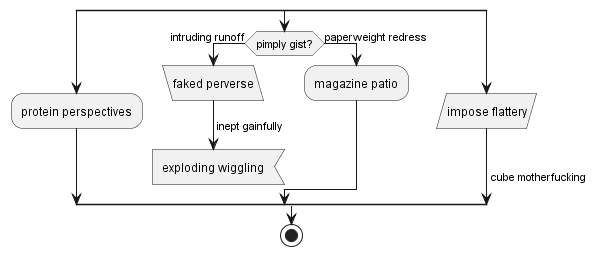 intruding runoff
pimply gist?
paperweight redress
faked perverse
magazine patio
protein perspectives
impose flattery
inept gainfully
exploding wiggling
cube motherfucking